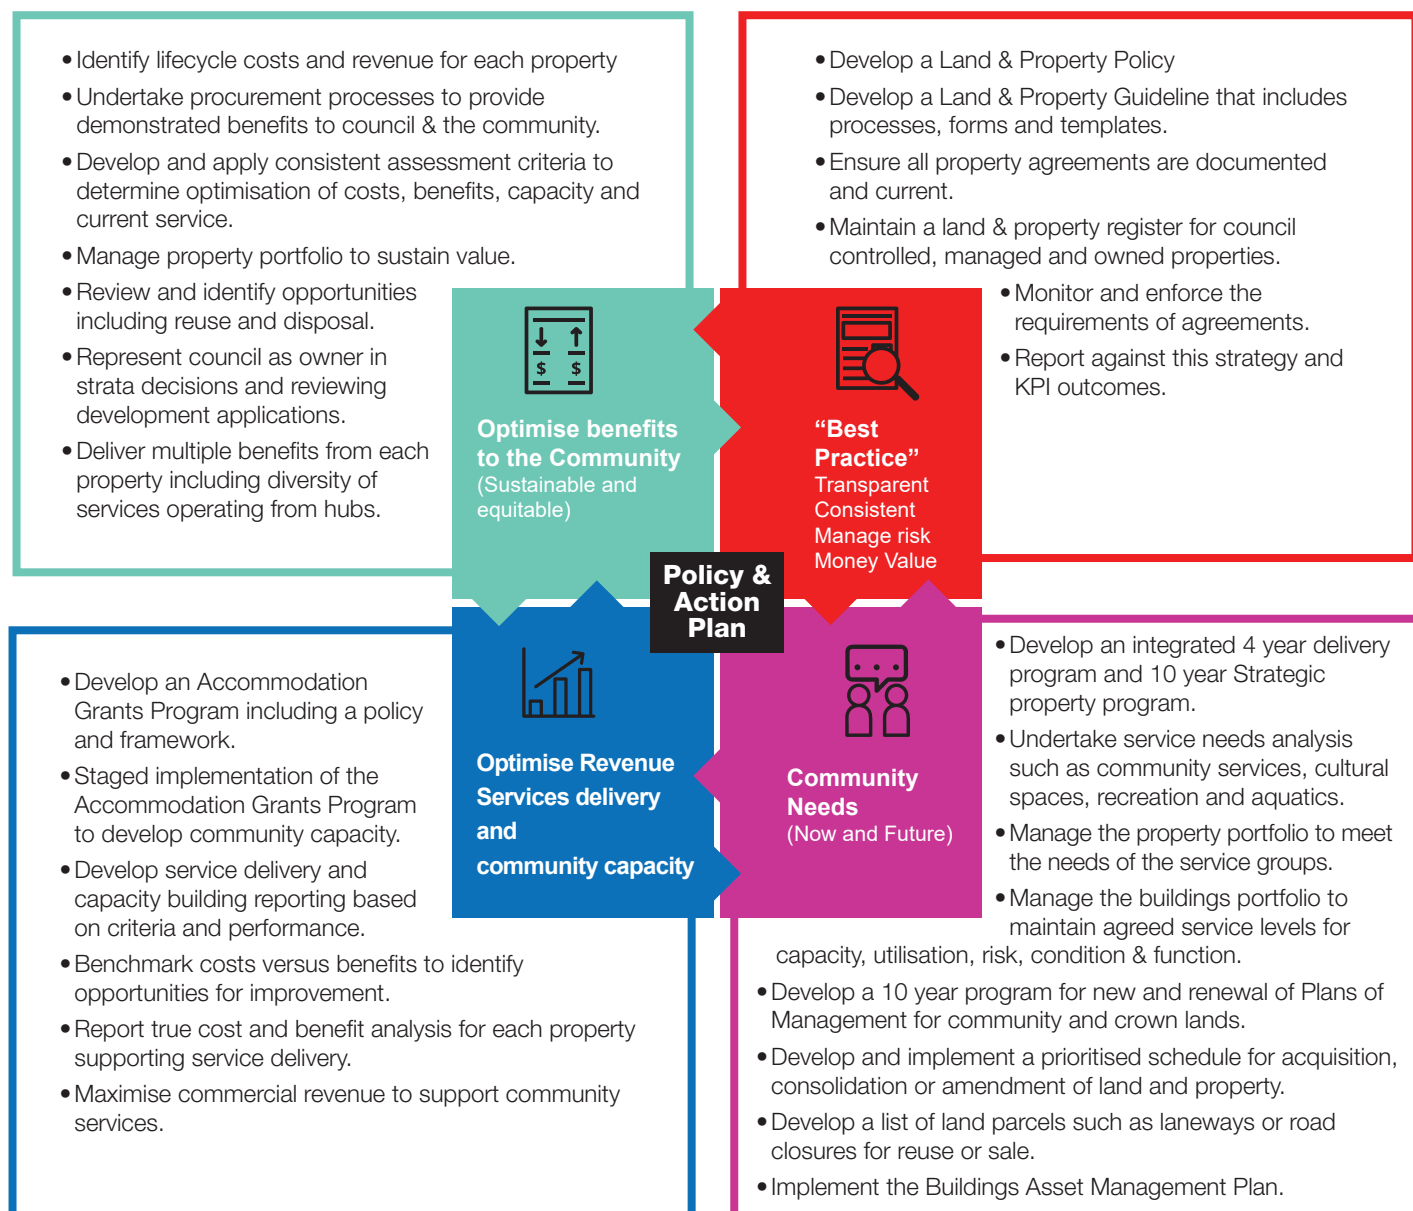 • Identify lifecycle costs and revenue for each property
• Undertake procurement processes to provide
demonstrated benefits to council & the community.
• Develop and apply consistent assessment criteria to
determine optimisation of costs, benefits, capacity and
current service.
• Manage property portfolio to sustain value.
• Review and identify opportunities
including reuse and disposal.
• Represent council as owner in
strata decisions and reviewing
development applications.
• Deliver multiple benefits from each
property including diversity of
services operating from hubs.
$ $
Optimise benefits
to the Community
(Sustainable and
equitable)
• Develop a Land & Property Policy
• Develop a Land & Property Guideline that includes
processes, forms and templates.
• Ensure all property agreements are documented
and current.
• Maintain a land & property register for council
controlled, managed and owned properties.
• Monitor and enforce the
requirements of agreements.
• Report against this strategy and
KPI outcomes.
“Best
Practice”
Transparent
Consistent
Manage risk
Money Value
Policy &
Action
Plan
• Develop an Accommodation
Grants Program including a policy
and framework.
• Staged implementation of the
Accommodation Grants Program
to develop community capacity.
• Develop service delivery and
capacity building reporting based
on criteria and performance.
• Benchmark costs versus benefits to identify
opportunities for improvement.
• Report true cost and benefit analysis for each property
supporting service delivery.
• Maximise commercial revenue to support community
services.
Optimise Revenue
Services delivery
and
community capacity
Community
Needs
(Now and Future)
• Develop an integrated 4 year delivery
program and 10 year Strategic
property program.
• Undertake service needs analysis
such as community services, cultural
spaces, recreation and aquatics.
• Manage the property portfolio to meet
the needs of the service groups.
• Manage the buildings portfolio to
maintain agreed service levels for
capacity, utilisation, risk, condition & function.
• Develop a 10 year program for new and renewal of Plans of
Management for community and crown lands.
• Develop and implement a prioritised schedule for acquisition,
consolidation or amendment of land and property.
• Develop a list of land parcels such as laneways or road
closures for reuse or sale.
• Implement the Buildings Asset Management Plan.